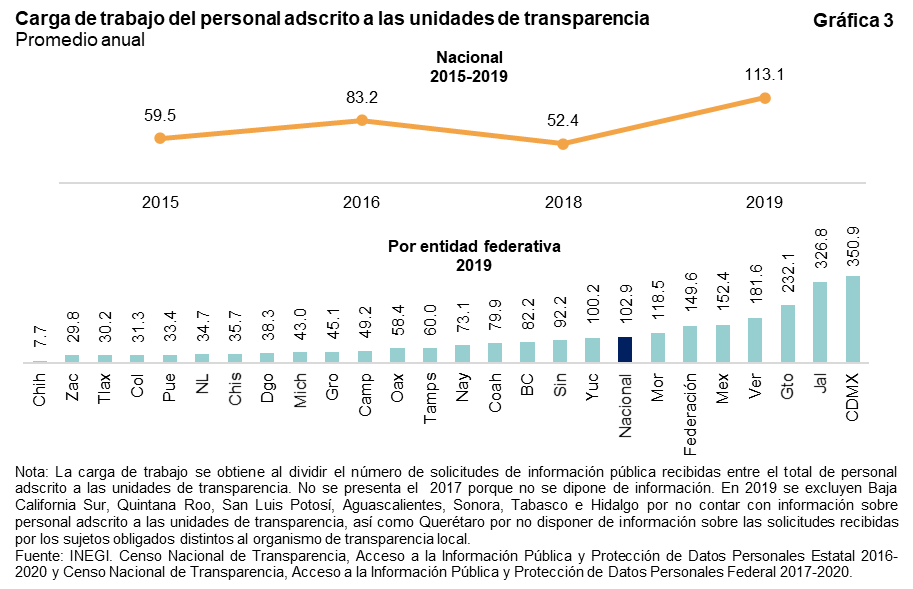 Carga de trabajo del personal adscrito a las unidades de transparencia
Gráfica 3
Promedio anual
Nacional
2015-2019
59.5
83.2
52.4
113.1
2015
2016
2018
2019
Por entidad federativa
2019
7.7
29.8
30.2
31.3
33.4
34.7
35.7
38.3
43.0
45.1
49.2
58.4
60.0
73.1
79.9
82.2
92.2
100.2
102.9
118.5
149.6
152.4
181.6
232.1
326.8
350.9
Chih
Zac
Tlax
Col
Pue
NL
Chis
Dgo
Mich
Gro
Camp
Oax
Tamps
Nay
Coah
BC
Sin
Yuc
Nacional
Mor
Federación
Mex
Ver
Gto
Jal
CDMX
Nota: La carga de trabajo se obtiene al dividir el número de solicitudes de información pública recibidas entre el total de personal
adscrito a las unidades de transparencia. No se presenta el 2017 porque no se dipone de información. En 2019 se excluyen Baja
California Sur, Quintana Roo, San Luis Potosí, Aguascalientes, Sonora, Tabasco e Hidalgo por no contar con información sobre
personal adscrito a las unidades de transparencia, así como Querétaro por no disponer de información sobre las solicitudes recibidas
por los sujetos obligados distintos al organismo de transparencia local.
Fuente: INEGI. Censo Nacional de Transparencia, Acceso a la Información Pública y Protección de Datos Personales Estatal 2016-
2020 y Censo Nacional de Transparencia, Acceso a la Información Pública y Protección de Datos Personales Federal 2017-2020.